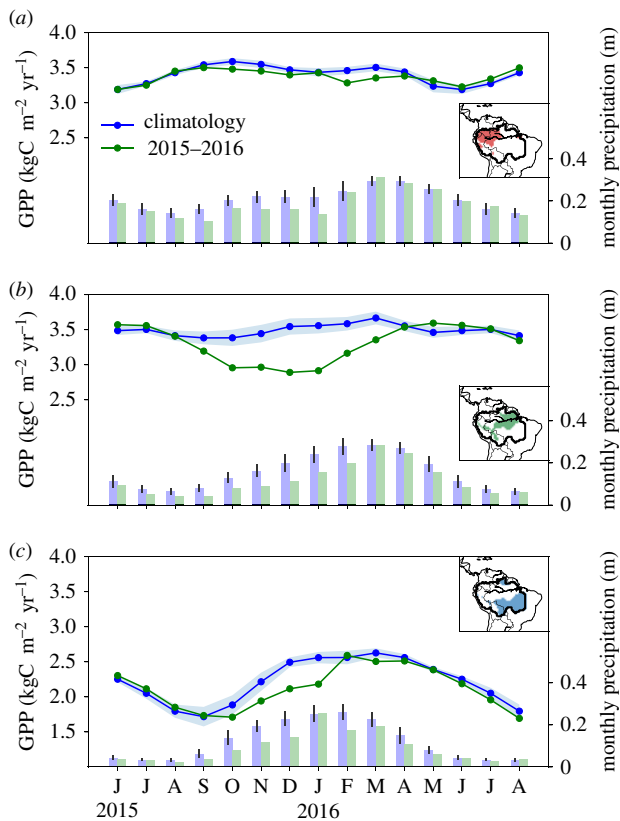 (a)
4.0
3.5
3.0
2.5
GPP (kgC m⁻² yr⁻¹)
climatology
2015–2016
0.4
0.2
0
monthly precipitation (m)
(b)
4.0
3.5
3.0
2.5
GPP (kgC m⁻² yr⁻¹)
0.4
0.2
0
monthly precipitation (m)
(c)
4.0
3.5
3.0
2.5
2.0
1.5
GPP (kgC m⁻² yr⁻¹)
0.4
0.2
0
monthly precipitation (m)
J J A S O N D J F M A M J J A
2015 2016